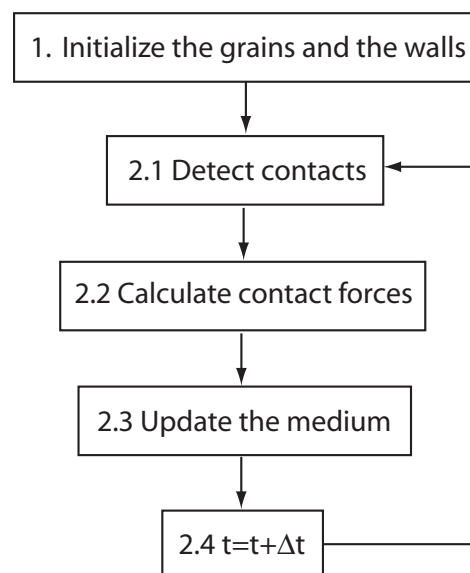 1. Initialize the grains and the walls
2.1 Detect contacts
2.2 Calculate contact forces
2.3 Update the medium
2.4 t=t+Δt